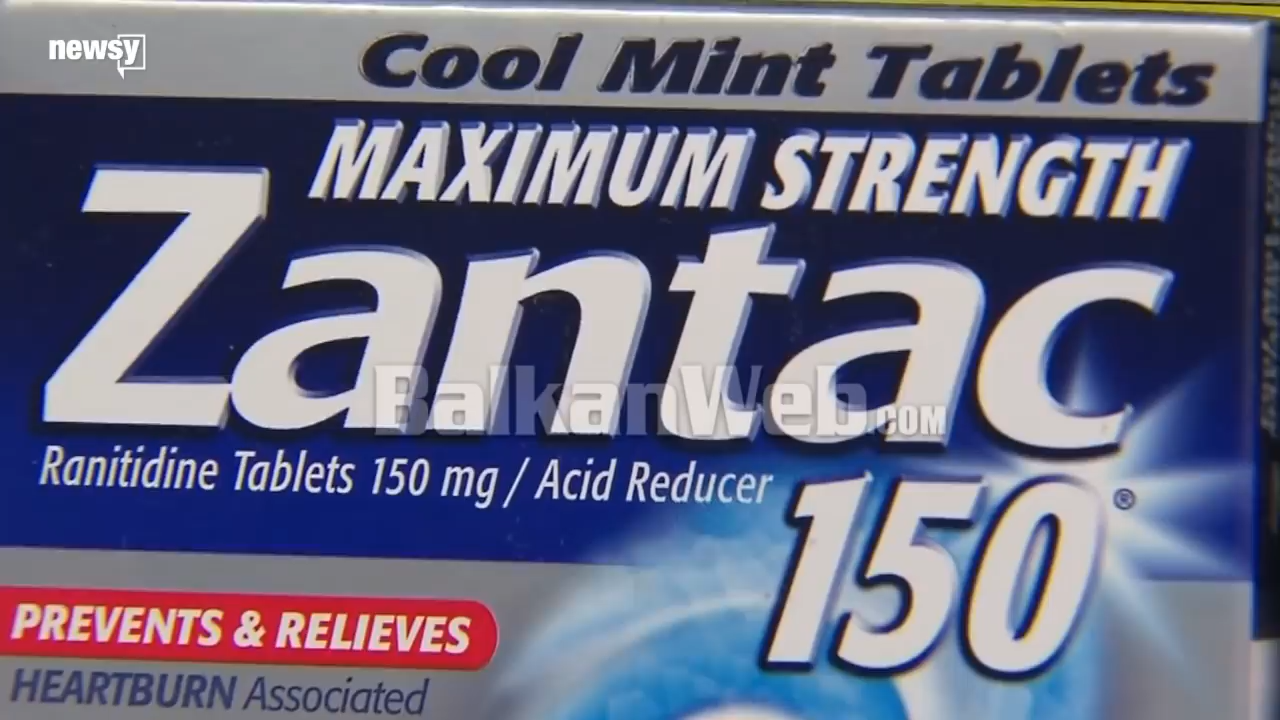 newsy
Cool Mint Tablets
MAXIMUM STRENGTH
Zantac
BalkanWeb.COM
Ranitidine Tablets 150 mg / Acid Reducer
150®
PREVENTS & RELIEVES
HEARTBURN Associated